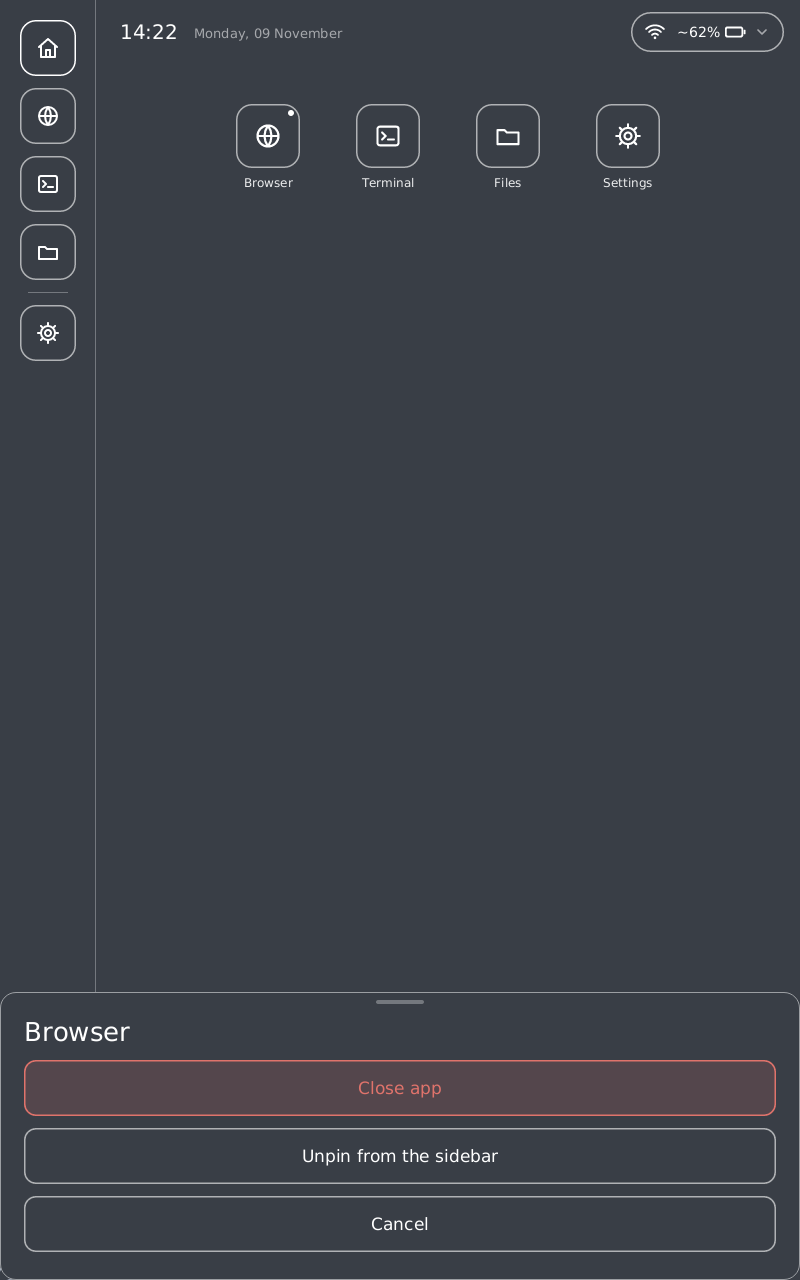 14:22 Monday, 09 November ~62%
Browser Terminal Files Settings
Browser
Close app
Unpin from the sidebar
Cancel